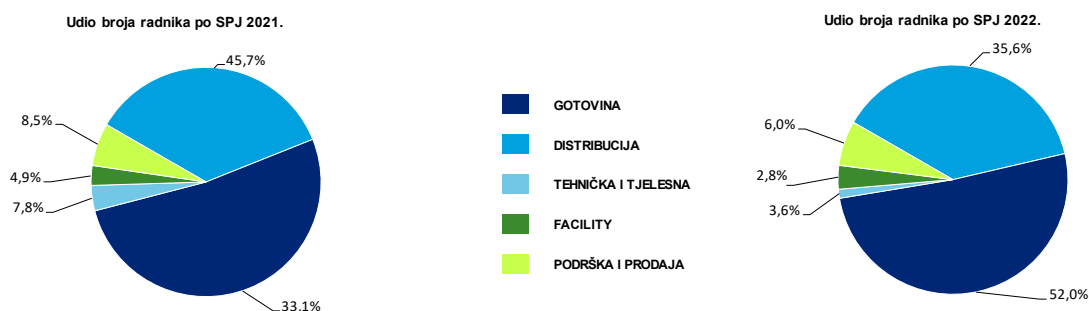 Udio broja radnika po SPJ 2021.
45,7%
8,5%
4,9%
7,8%
33.1%
GOTOVINA
DISTRIBUCIJA
TEHNIČKA I TJELESNA
FACILITY
PODRŠKA I PRODAJA
Udio broja radnika po SPJ 2022.
35,6%
6,0%
2,8%
3,6%
52,0%